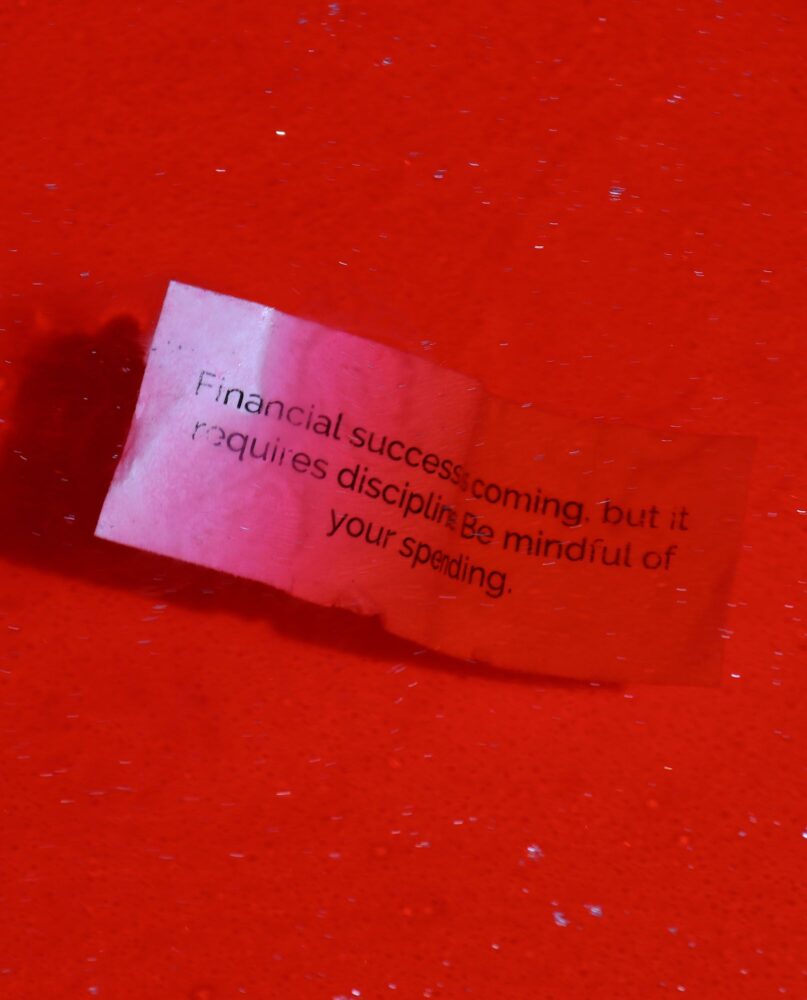 Financial success coming, but it
requires discipline Be mindful of
your spending.